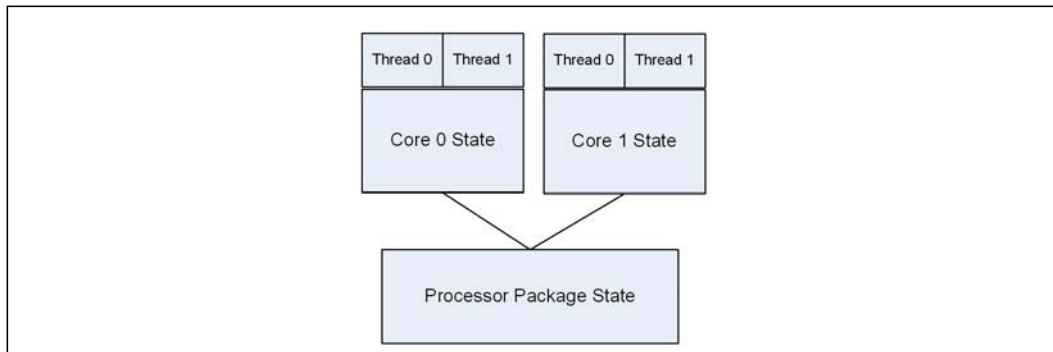 Thread 0
Thread 1
Thread 0
Thread 1
Core 0 State
Core 1 State
Processor Package State